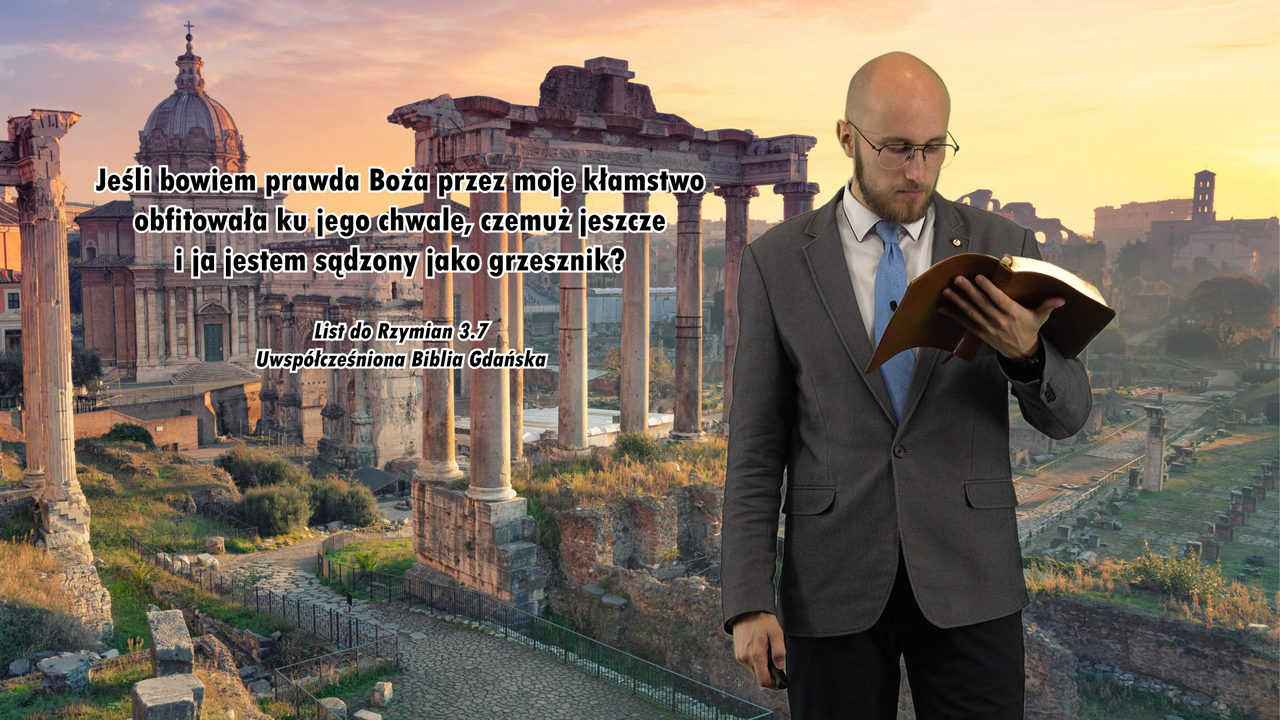 Jeśli bowiem prawda Boża przez moje kłamstwo
obfitowała ku jego chwale, czemuż jeszcze
i ja jestem sądzony jako grzesznik?
List do Rzymian 3.7
Uwspółcześniona Biblia Gdańska